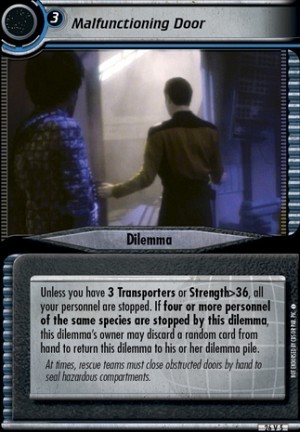 3
Malfunctioning Door
Dilemma
Unless you have 3 Transporters or Strength>36, all
your personnel are stopped. If four or more personnel
of the same species are stopped by this dilemma,
this dilemma's owner may discard a random card from
hand to return this dilemma to his or her dilemma pile.
At times, rescue teams must close obstructed doors by hand to
seal hazardous compartments.
26 V 5